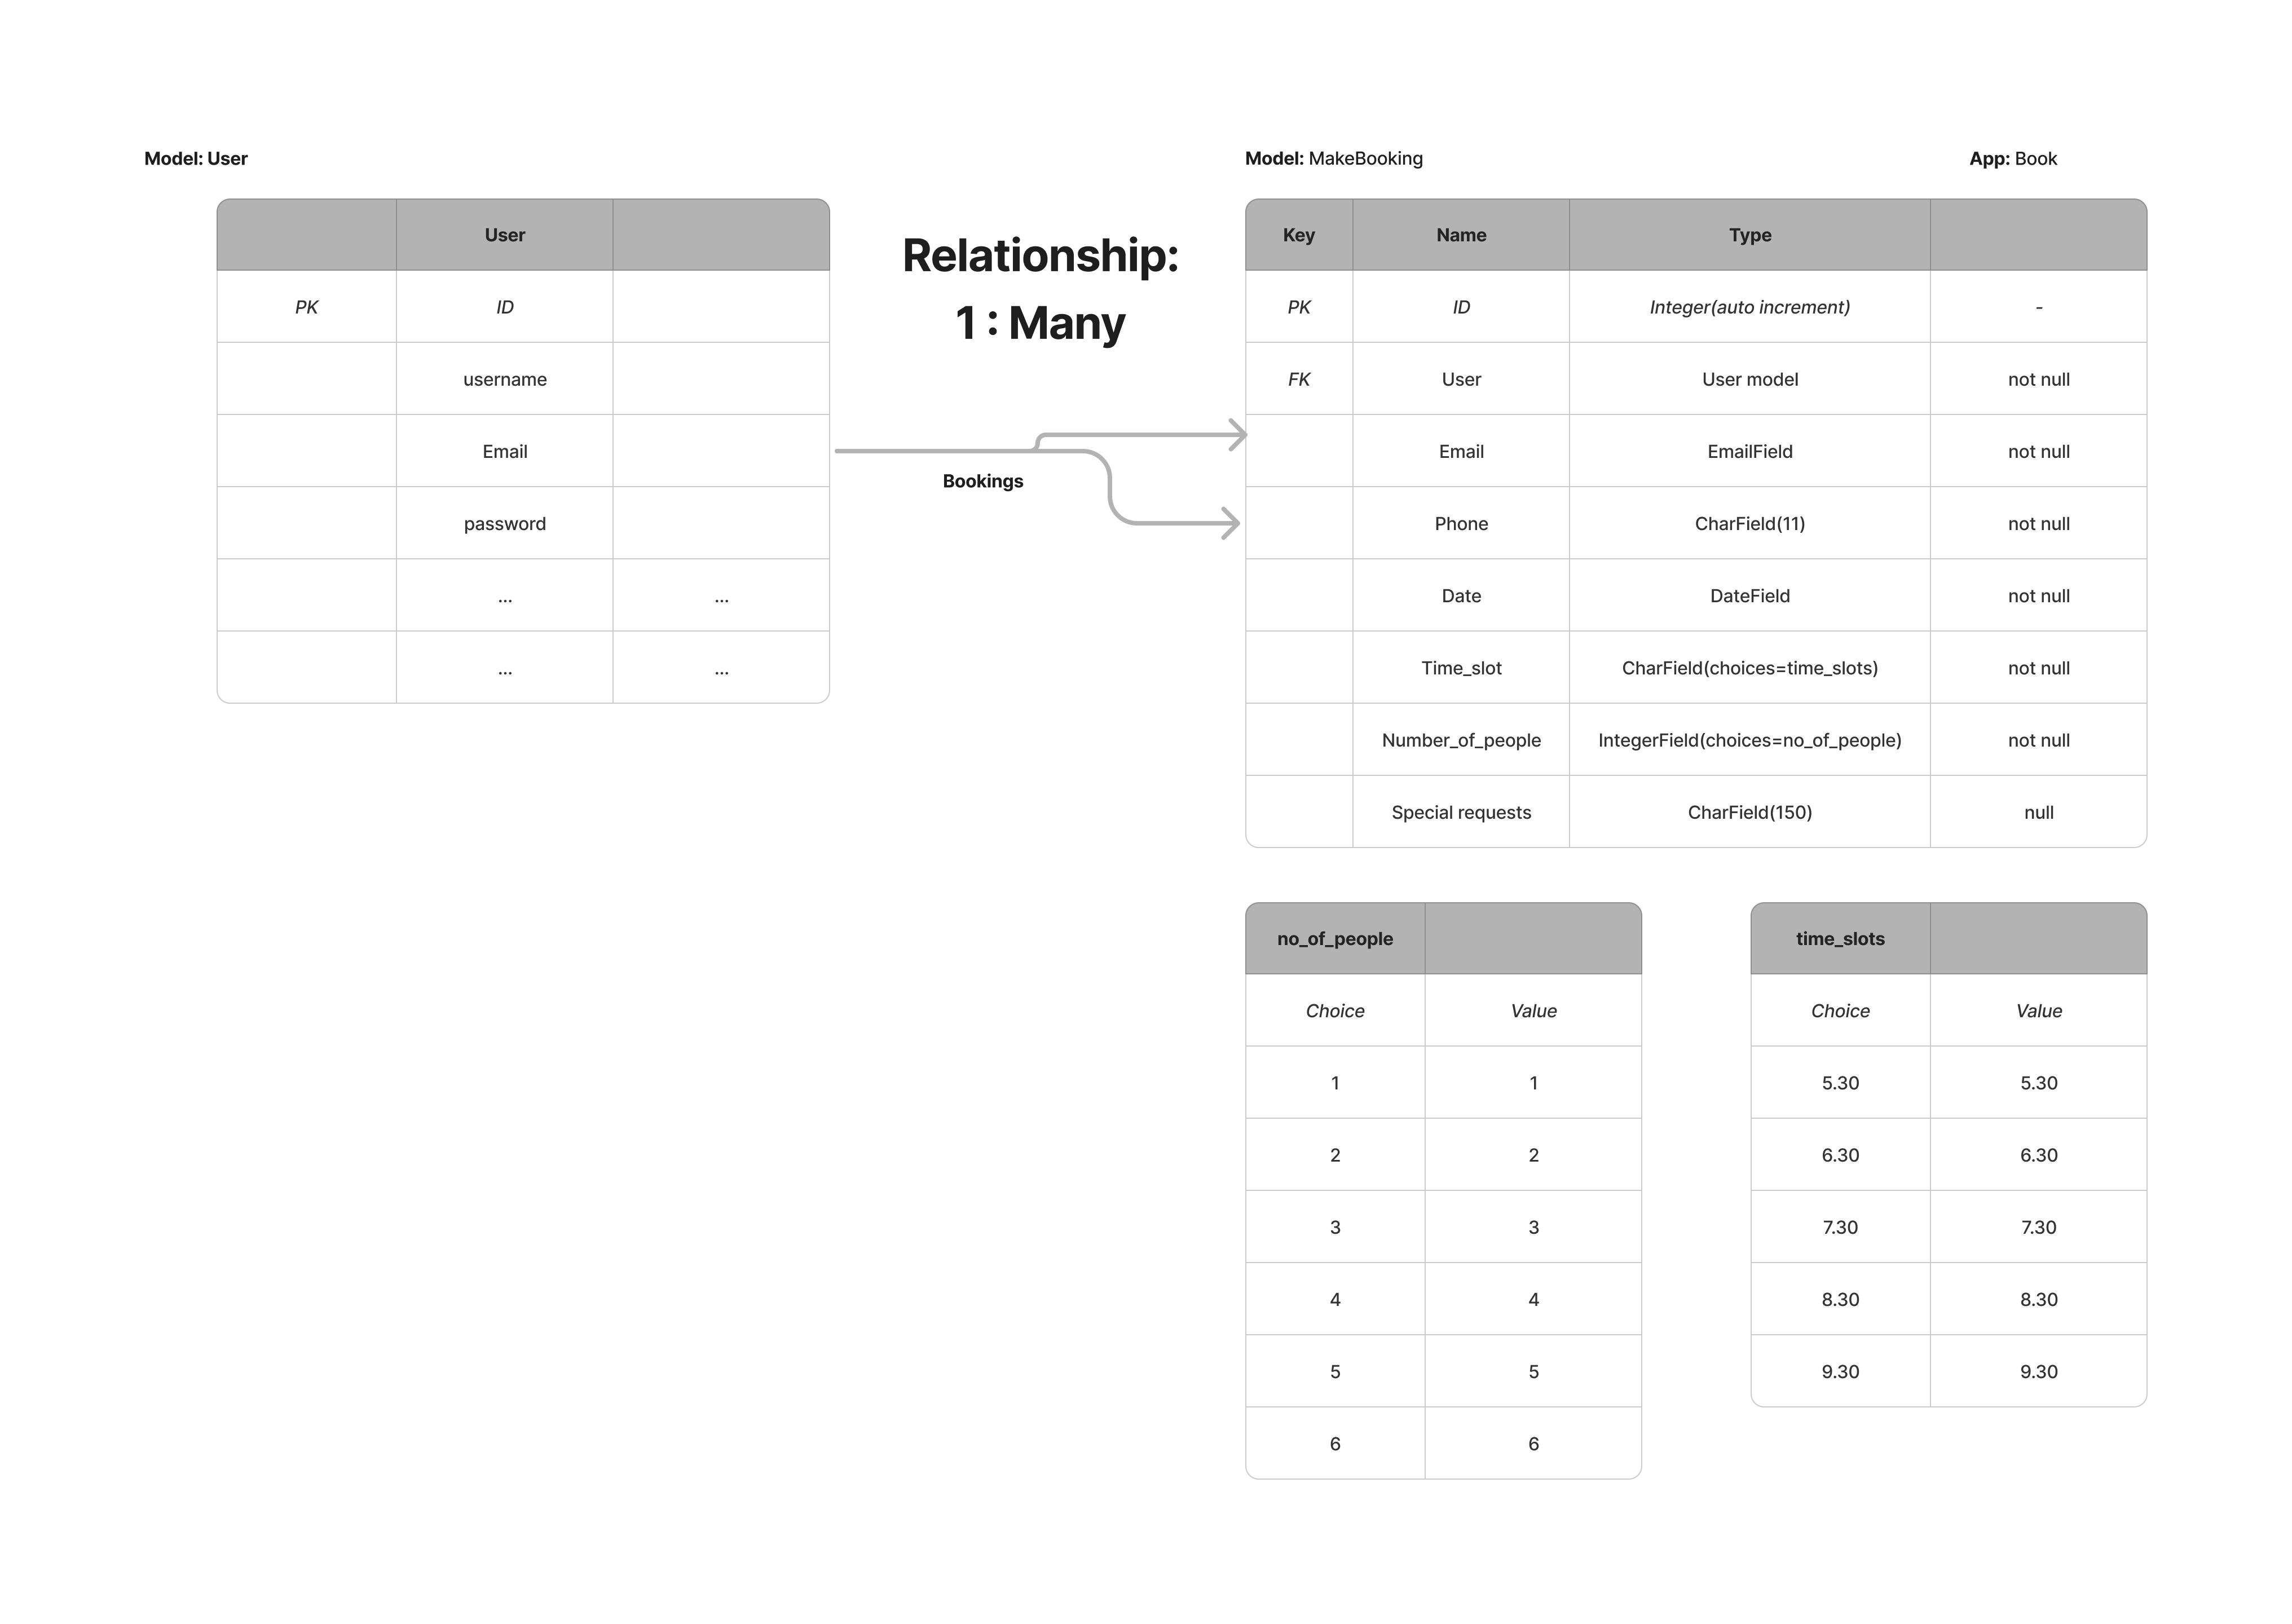 Model: User
User
PK ID
username
Email
password
...
... ...
... ...
Relationship:
1 : Many
Bookings
Model: MakeBooking
App: Book
Key Name Type
PK ID Integer(auto increment) -
FK User User model not null
Email EmailField not null
Phone CharField(11) not null
Date DateField not null
Time_slot CharField(choices=time_slots) not null
Number_of_people IntegerField(choices=no_of_people) not null
Special requests CharField(150) null
no_of_people
Choice Value
1 1
2 2
3 3
4 4
5 5
6 6
time_slots
Choice Value
5.30 5.30
6.30 6.30
7.30 7.30
8.30 8.30
9.30 9.30